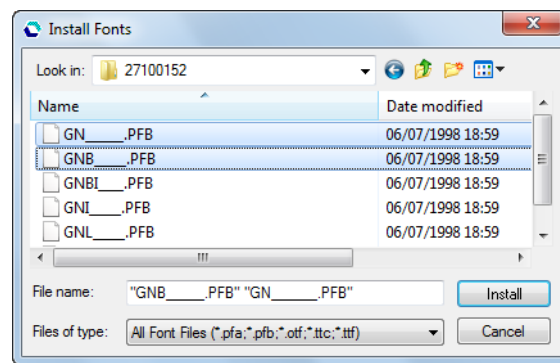 Install Fonts
Look in: 27100152
Name Date modified
GN______.PFB 06/07/1998 18:59
GNB_____.PFB 06/07/1998 18:59
GNBI____.PFB 06/07/1998 18:59
GNI_____.PFB 06/07/1998 18:59
GNL_____.PFB 06/07/1998 18:59
File name: "GNB_____.PFB" "GN______.PFB" Install
Files of type: All Font Files (*.pfa;*.pfb;*.otf;*.ttc;*.ttf) Cancel